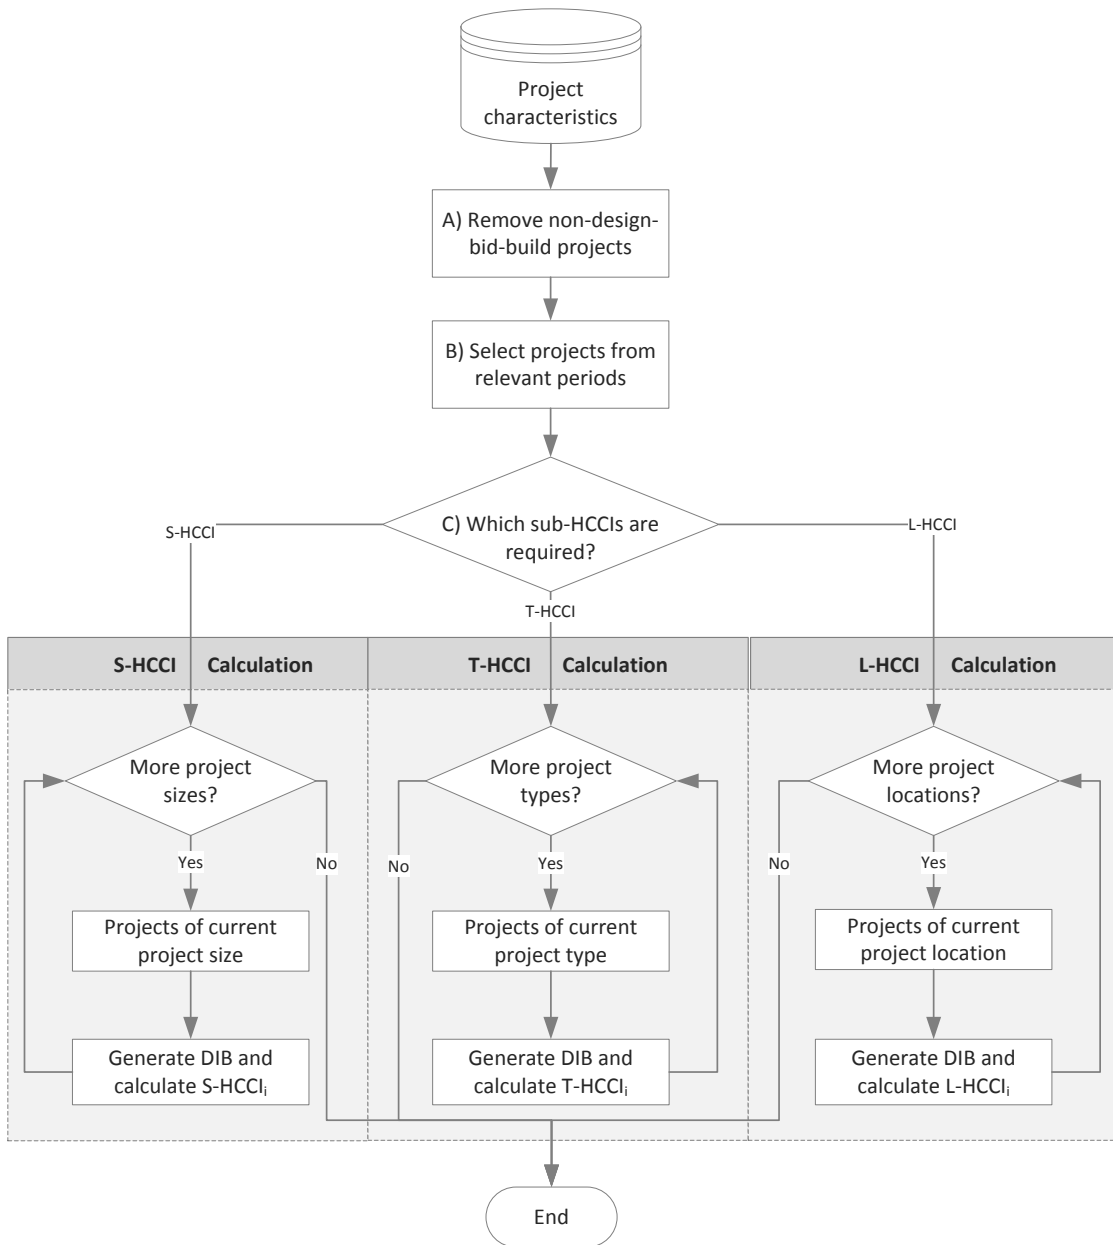 Project
characteristics
A) Remove non-design-
bid-build projects
B) Select projects from
relevant periods
C) Which sub-HCCIs are
required?
S-HCCI
L-HCCI
T-HCCI
S-HCCI Calculation
T-HCCI Calculation
L-HCCI Calculation
More project
sizes?
More project
types?
More project
locations?
Yes
No
No
Yes
No
Yes
Projects of current
project size
Projects of current
project type
Projects of current
project location
Generate DIB and
calculate S-HCCIi
Generate DIB and
calculate T-HCCIi
Generate DIB and
calculate L-HCCIi
End